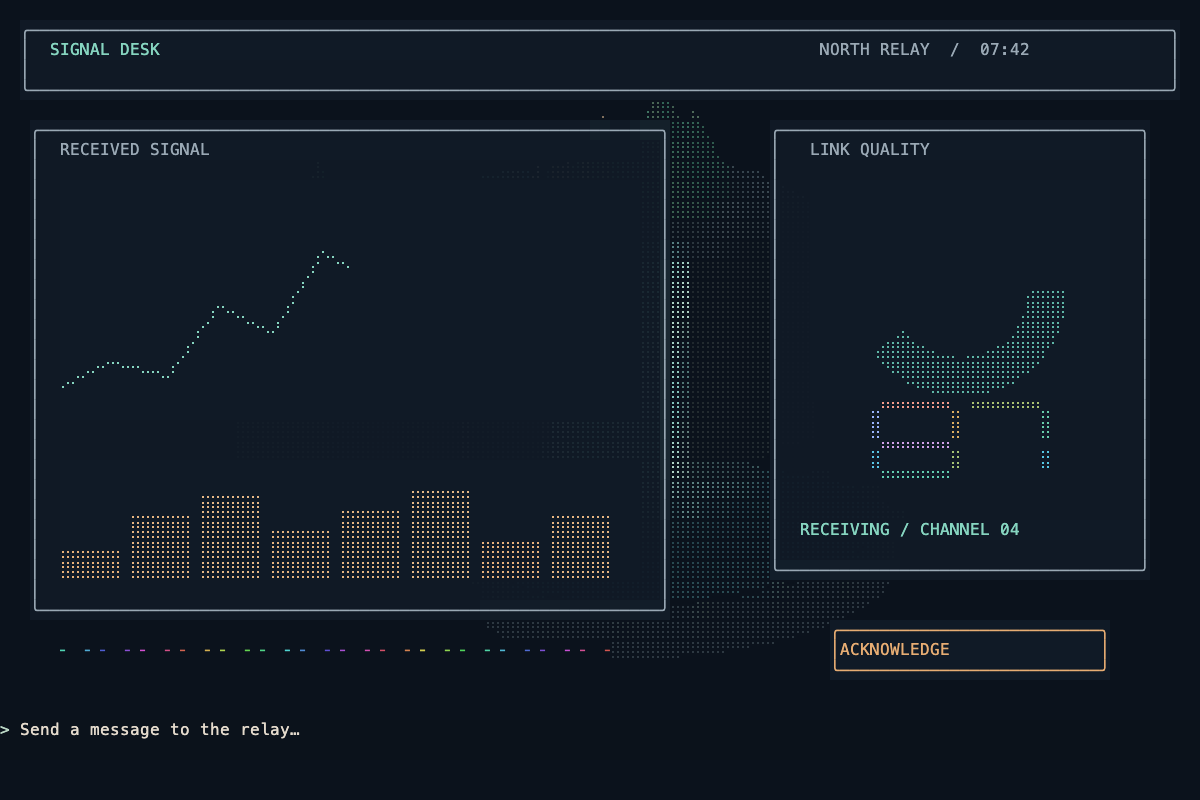 SIGNAL DESK
NORTH RELAY / 07:42
RECEIVED SIGNAL
LINK QUALITY
87
RECEIVING / CHANNEL 04
ACKNOWLEDGE
> Send a message to the relay…